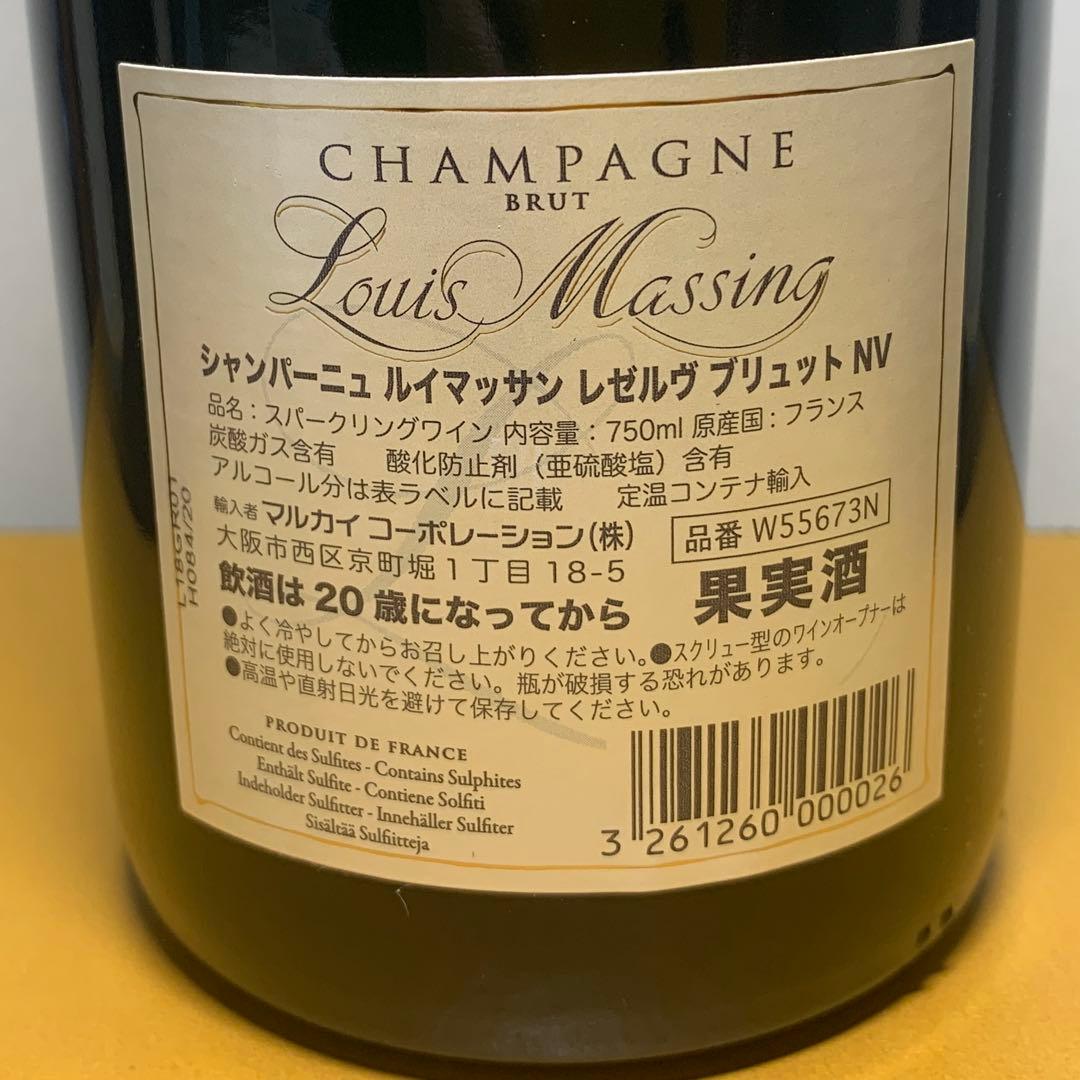 CHAMPAGNE
BRUT
Louis Massing
シャンパーニュ ルイマッサン レゼルヴ ブリュット NV
品名：スパークリングワイン 内容量：750ml 原産国：フランス
炭酸ガス含有 酸化防止剤（亜硫酸塩）含有
アルコール分は表ラベルに記載 定温コンテナ輸入
輸入者 マルカイ コーポレーション(株)
大阪市西区京町堀1丁目18-5
品番 W55673N
飲酒は20歳になってから
果実酒
●よく冷やしてからお召し上がりください。●スクリュー型のワインオープナーは
絶対に使用しないでください。瓶が破損する恐れがあります。
●高温や直射日光を避けて保存してください。
PRODUIT DE FRANCE
Contient des Sulfites - Contains Sulphites
Enthält Sulfite - Contiene Solfiti
Indeholder Sulfitter - Innehäller Sulfiter
Sisältää Sulfiitteja
3 261260 000026
H084/20